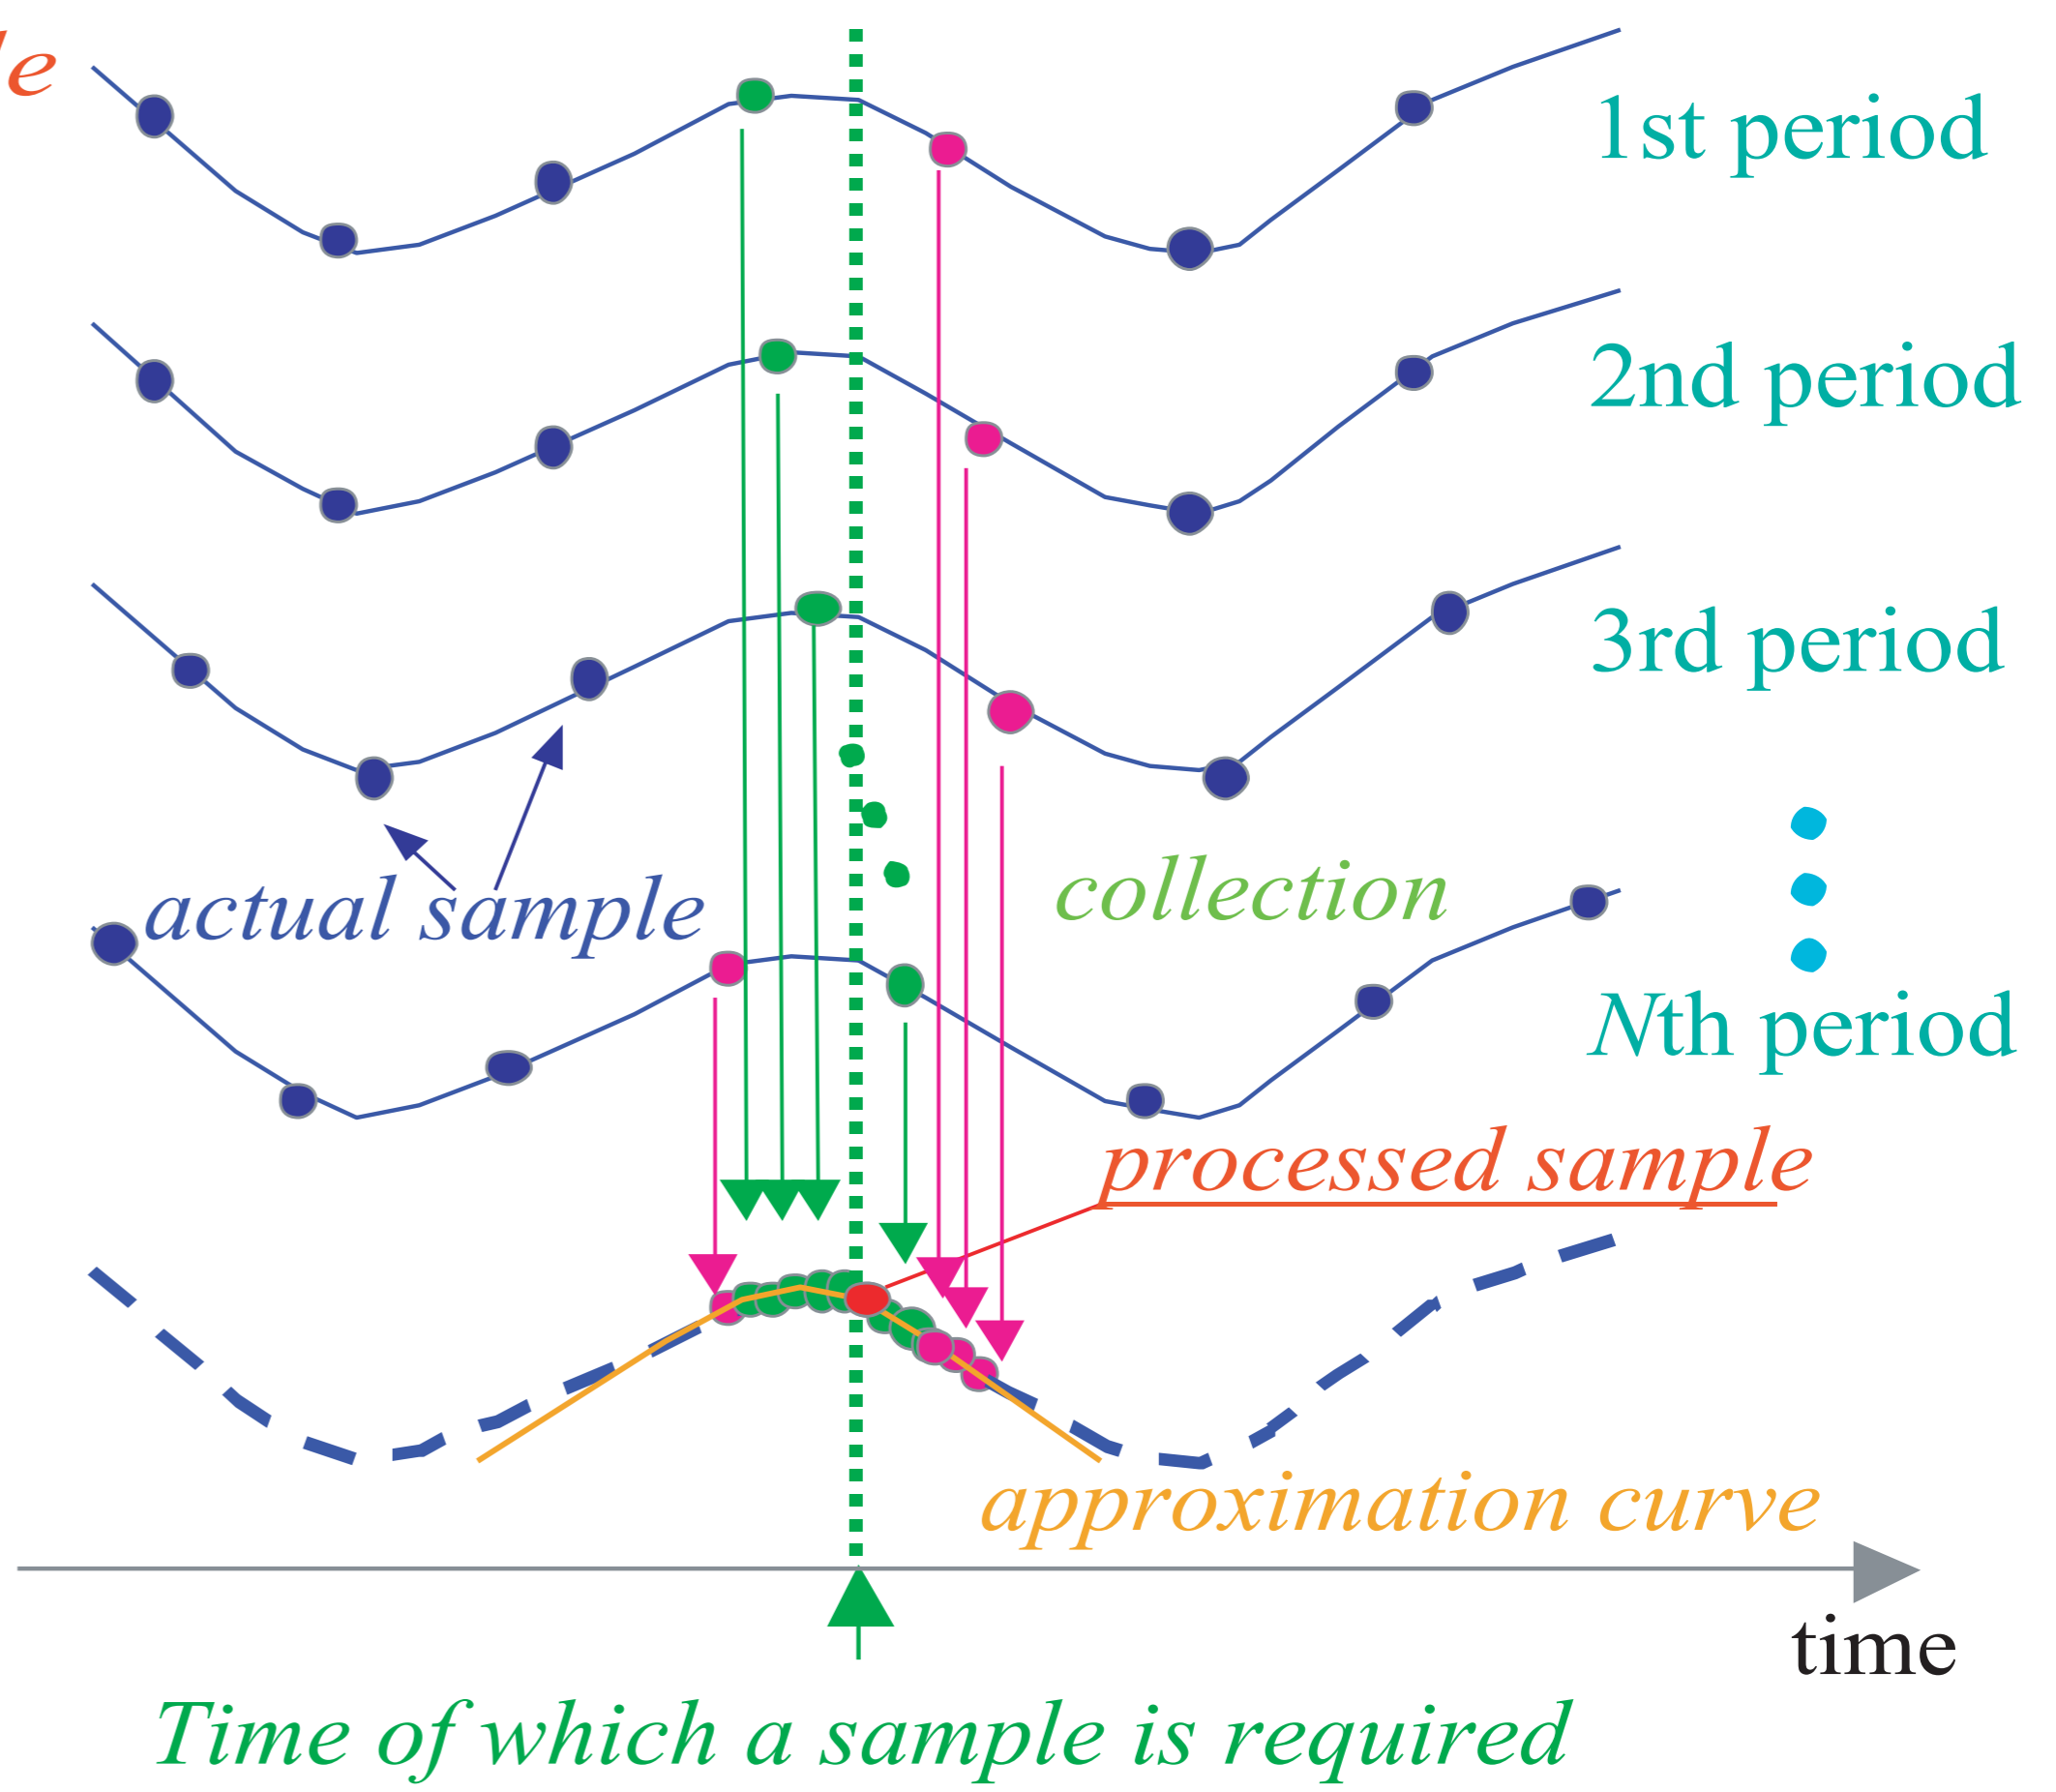 le
1st period
2nd period
3rd period
actual sample
collection
Nth period
processed sample
approximation curve
time
Time of which a sample is required